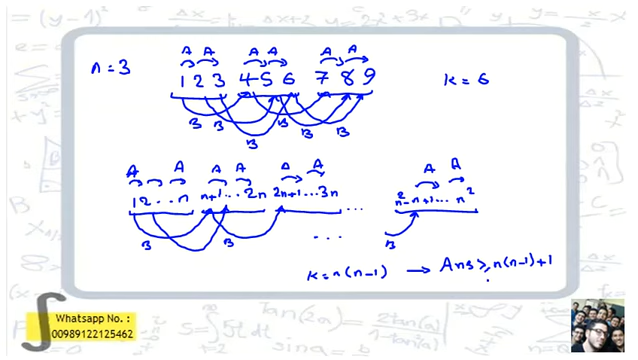 n=3
A A A A A A
1 2 3 4 5 6 7 8 9
k=6
B B B B B B
A A A A A A A A
1 2 .. n n+1 ... 2n 2n+1 ... 3n ... n²-n+1 ... n²
B B ... B
k=n(n-1) → Ans ≥ n(n-1)+1
Whatsapp No. :
00989122125462